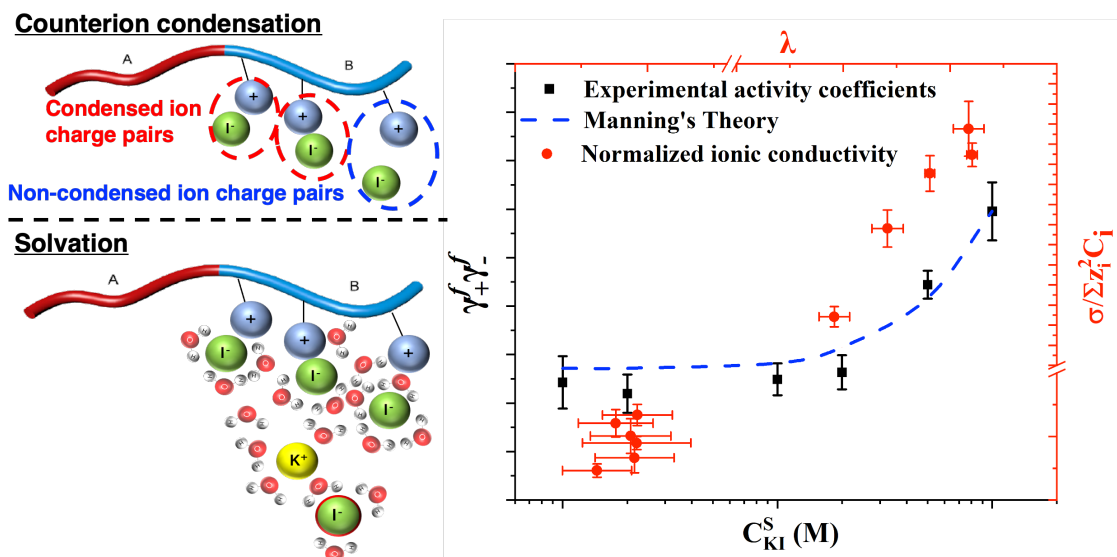 Counterion condensation
A
B
+
+
+
I-
I-
I-
Condensed ion
charge pairs
Non-condensed ion charge pairs
Solvation
A
B
+
+
+
I-
I-
I-
K+
I-
λ
Experimental activity coefficients
Manning's Theory
Normalized ionic conductivity
γ₊ᶠγ₋ᶠ
σ/Σzᵢ²Cᵢ
Cˢ_KI (M)